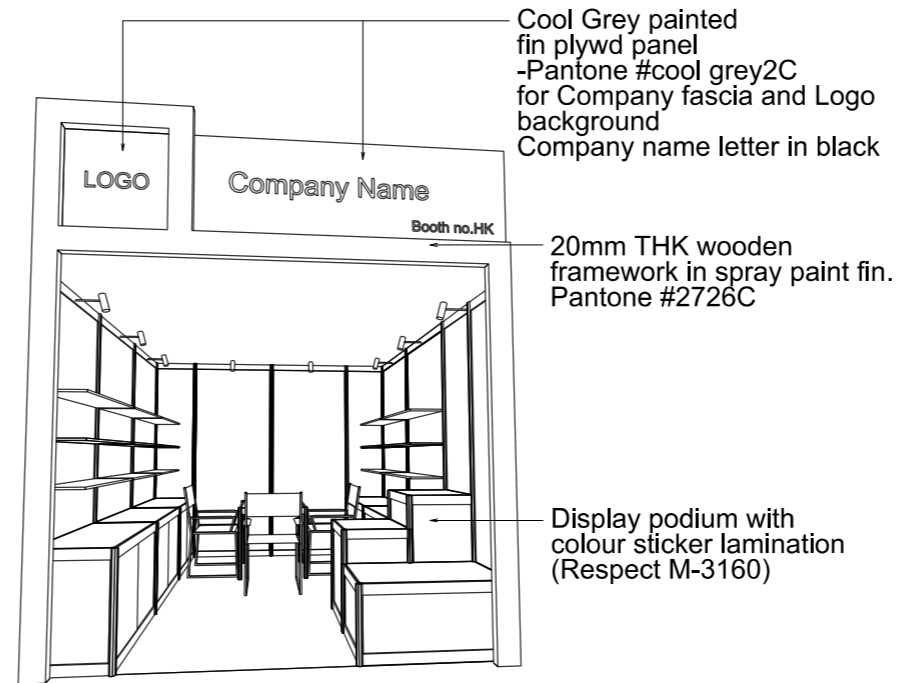 Cool Grey painted
fin plywd panel
-Pantone #cool grey2C
for Company fascia and Logo
background
Company name letter in black
LOGO
Company Name
Booth no.HK
20mm THK wooden
framework in spray paint fin.
Pantone #2726C
Display podium with
colour sticker lamination
(Respect M-3160)